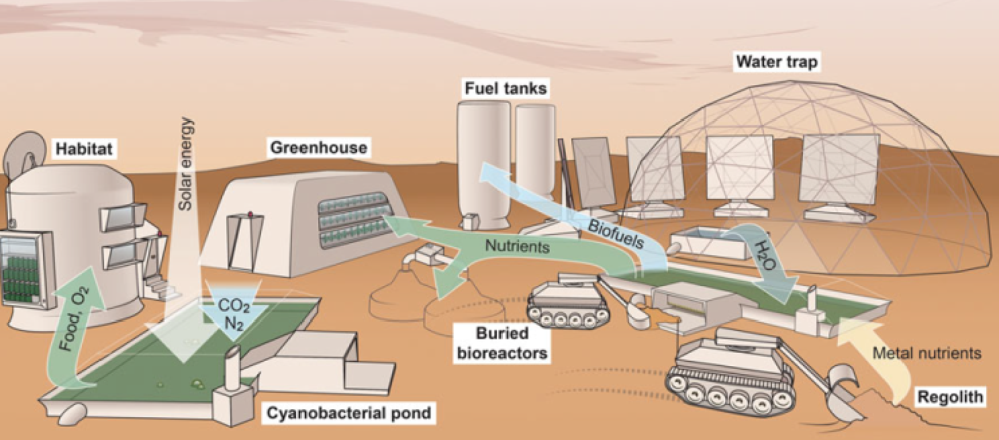 Water trap
Fuel tanks
Habitat
Solar energy
Greenhouse
Biofuels
Nutrients
H₂O
Food, O₂
CO₂
N₂
Buried
bioreactors
Metal nutrients
Regolith
Cyanobacterial pond